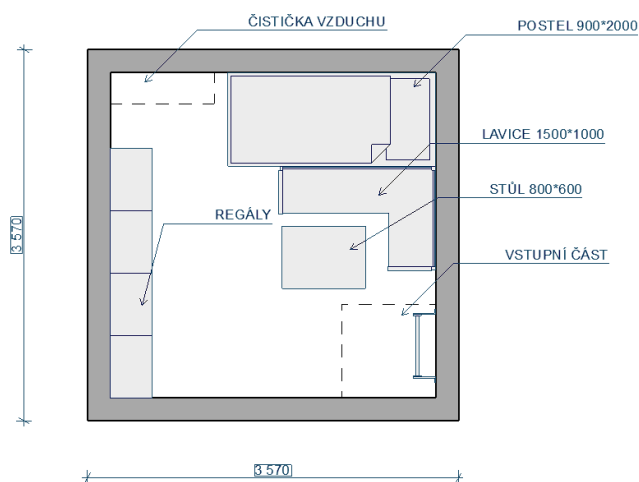 ČISTIČKA VZDUCHU
POSTEL 900*2000
LAVICE 1500*1000
STŮL 800*600
REGÁLY
VSTUPNÍ ČÁST
3 570
3 570